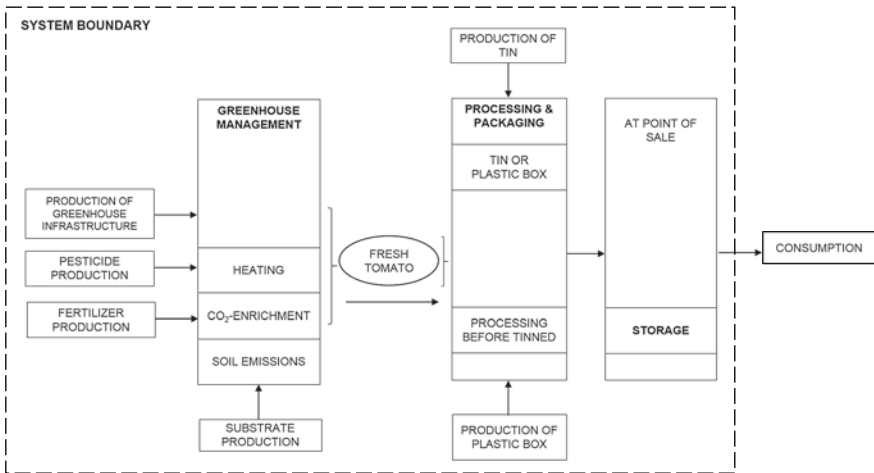 SYSTEM BOUNDARY
PRODUCTION OF
TIN
GREENHOUSE
MANAGEMENT
PROCESSING &
PACKAGING
AT POINT OF
SALE
TIN OR
PLASTIC BOX
PRODUCTION OF
GREENHOUSE
INFRASTRUCTURE
PESTICIDE
PRODUCTION
HEATING
FRESH
TOMATO
CONSUMPTION
FERTILIZER
PRODUCTION
CO₂-ENRICHMENT
PROCESSING
BEFORE TINNED
STORAGE
SOIL EMISSIONS
SUBSTRATE
PRODUCTION
PRODUCTION OF
PLASTIC BOX